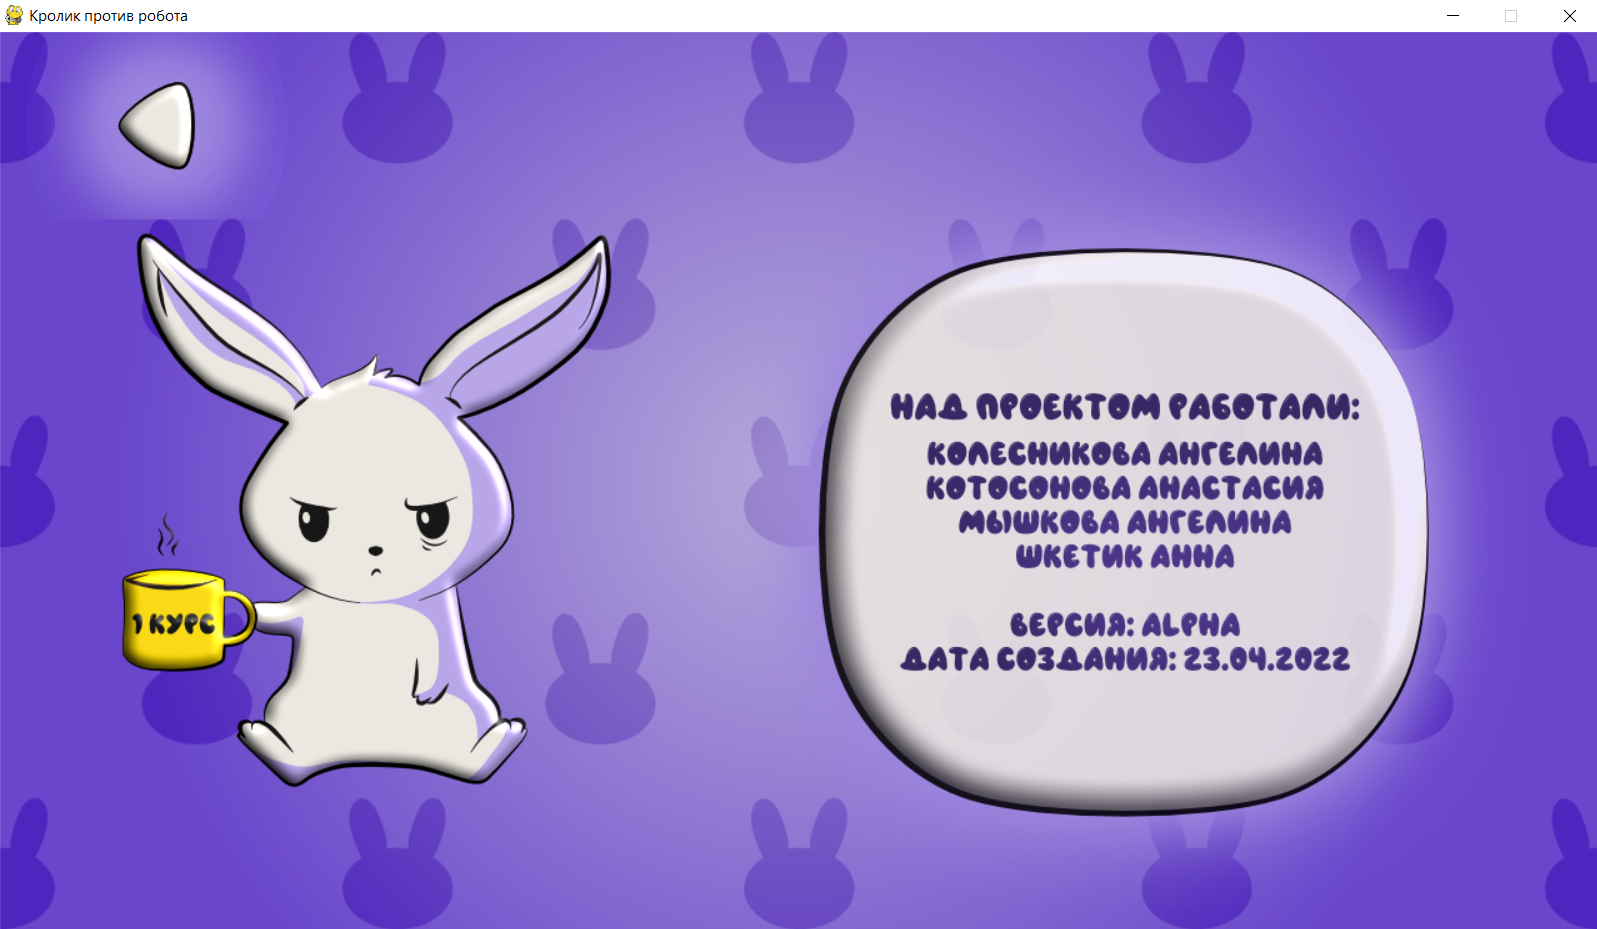 Кролик против робота
НАД ПРОЕКТОМ РАБОТАЛИ:
КОЛЕСНИКОВА АНГЕЛИНА
КОТОСОНОВА АНАСТАСИЯ
МЫШКОВА АНГЕЛИНА
ШКЕТИК АННА
1 КУРС
ВЕРСИЯ: ALPHA
ДАТА СОЗДАНИЯ: 23.04.2022